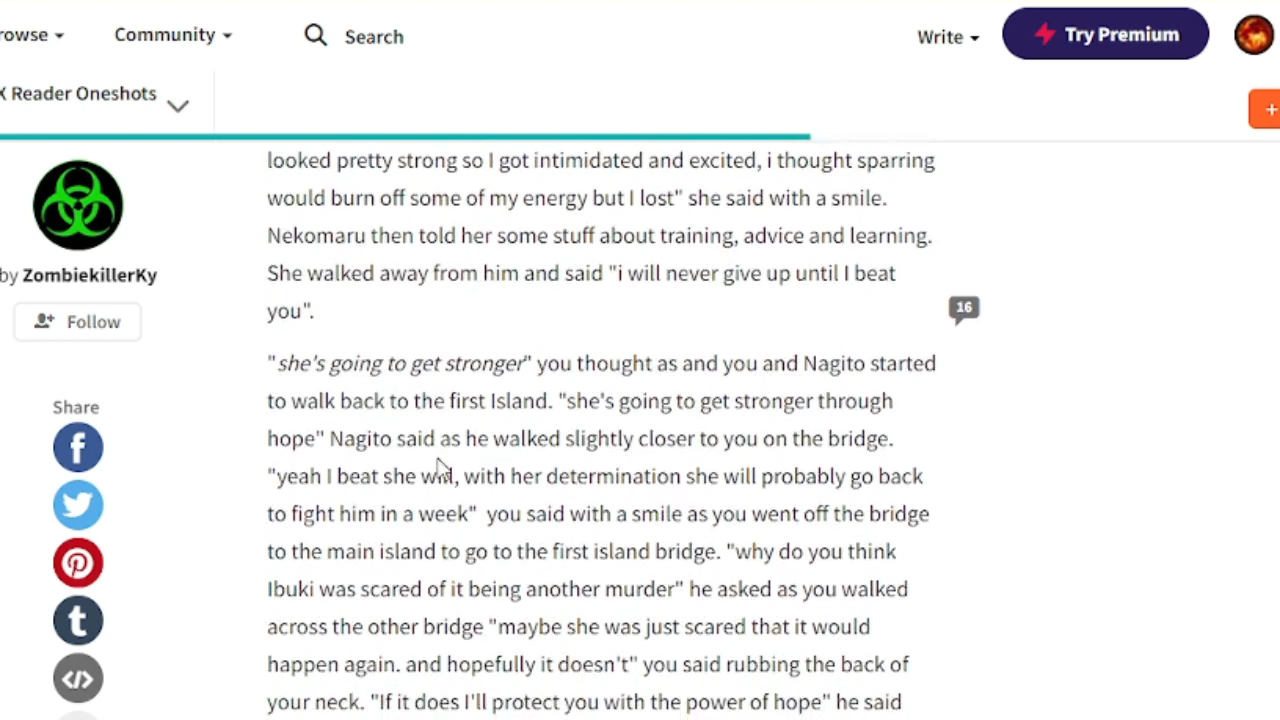 rowse
Community
Search
Write
Try Premium
X Reader Oneshots
+
looked pretty strong so I got intimidated and excited, i thought sparring
would burn off some of my energy but I lost" she said with a smile.
Nekomaru then told her some stuff about training, advice and learning.
She walked away from him and said "i will never give up until I beat
you".
16
by ZombiekillerKy
Follow
Share
"she's going to get stronger" you thought as and you and Nagito started
to walk back to the first Island. "she's going to get stronger through
hope" Nagito said as he walked slightly closer to you on the bridge.
"yeah I beat she will, with her determination she will probably go back
to fight him in a week"  you said with a smile as you went off the bridge
to the main island to go to the first island bridge. "why do you think
Ibuki was scared of it being another murder" he asked as you walked
across the other bridge "maybe she was just scared that it would
happen again. and hopefully it doesn't" you said rubbing the back of
your neck. "If it does I'll protect you with the power of hope" he said